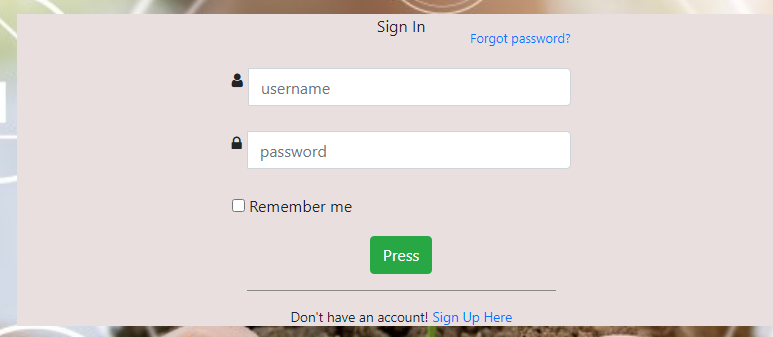 Sign In
Forgot password?
username
password
Remember me
Press
Don't have an account! Sign Up Here